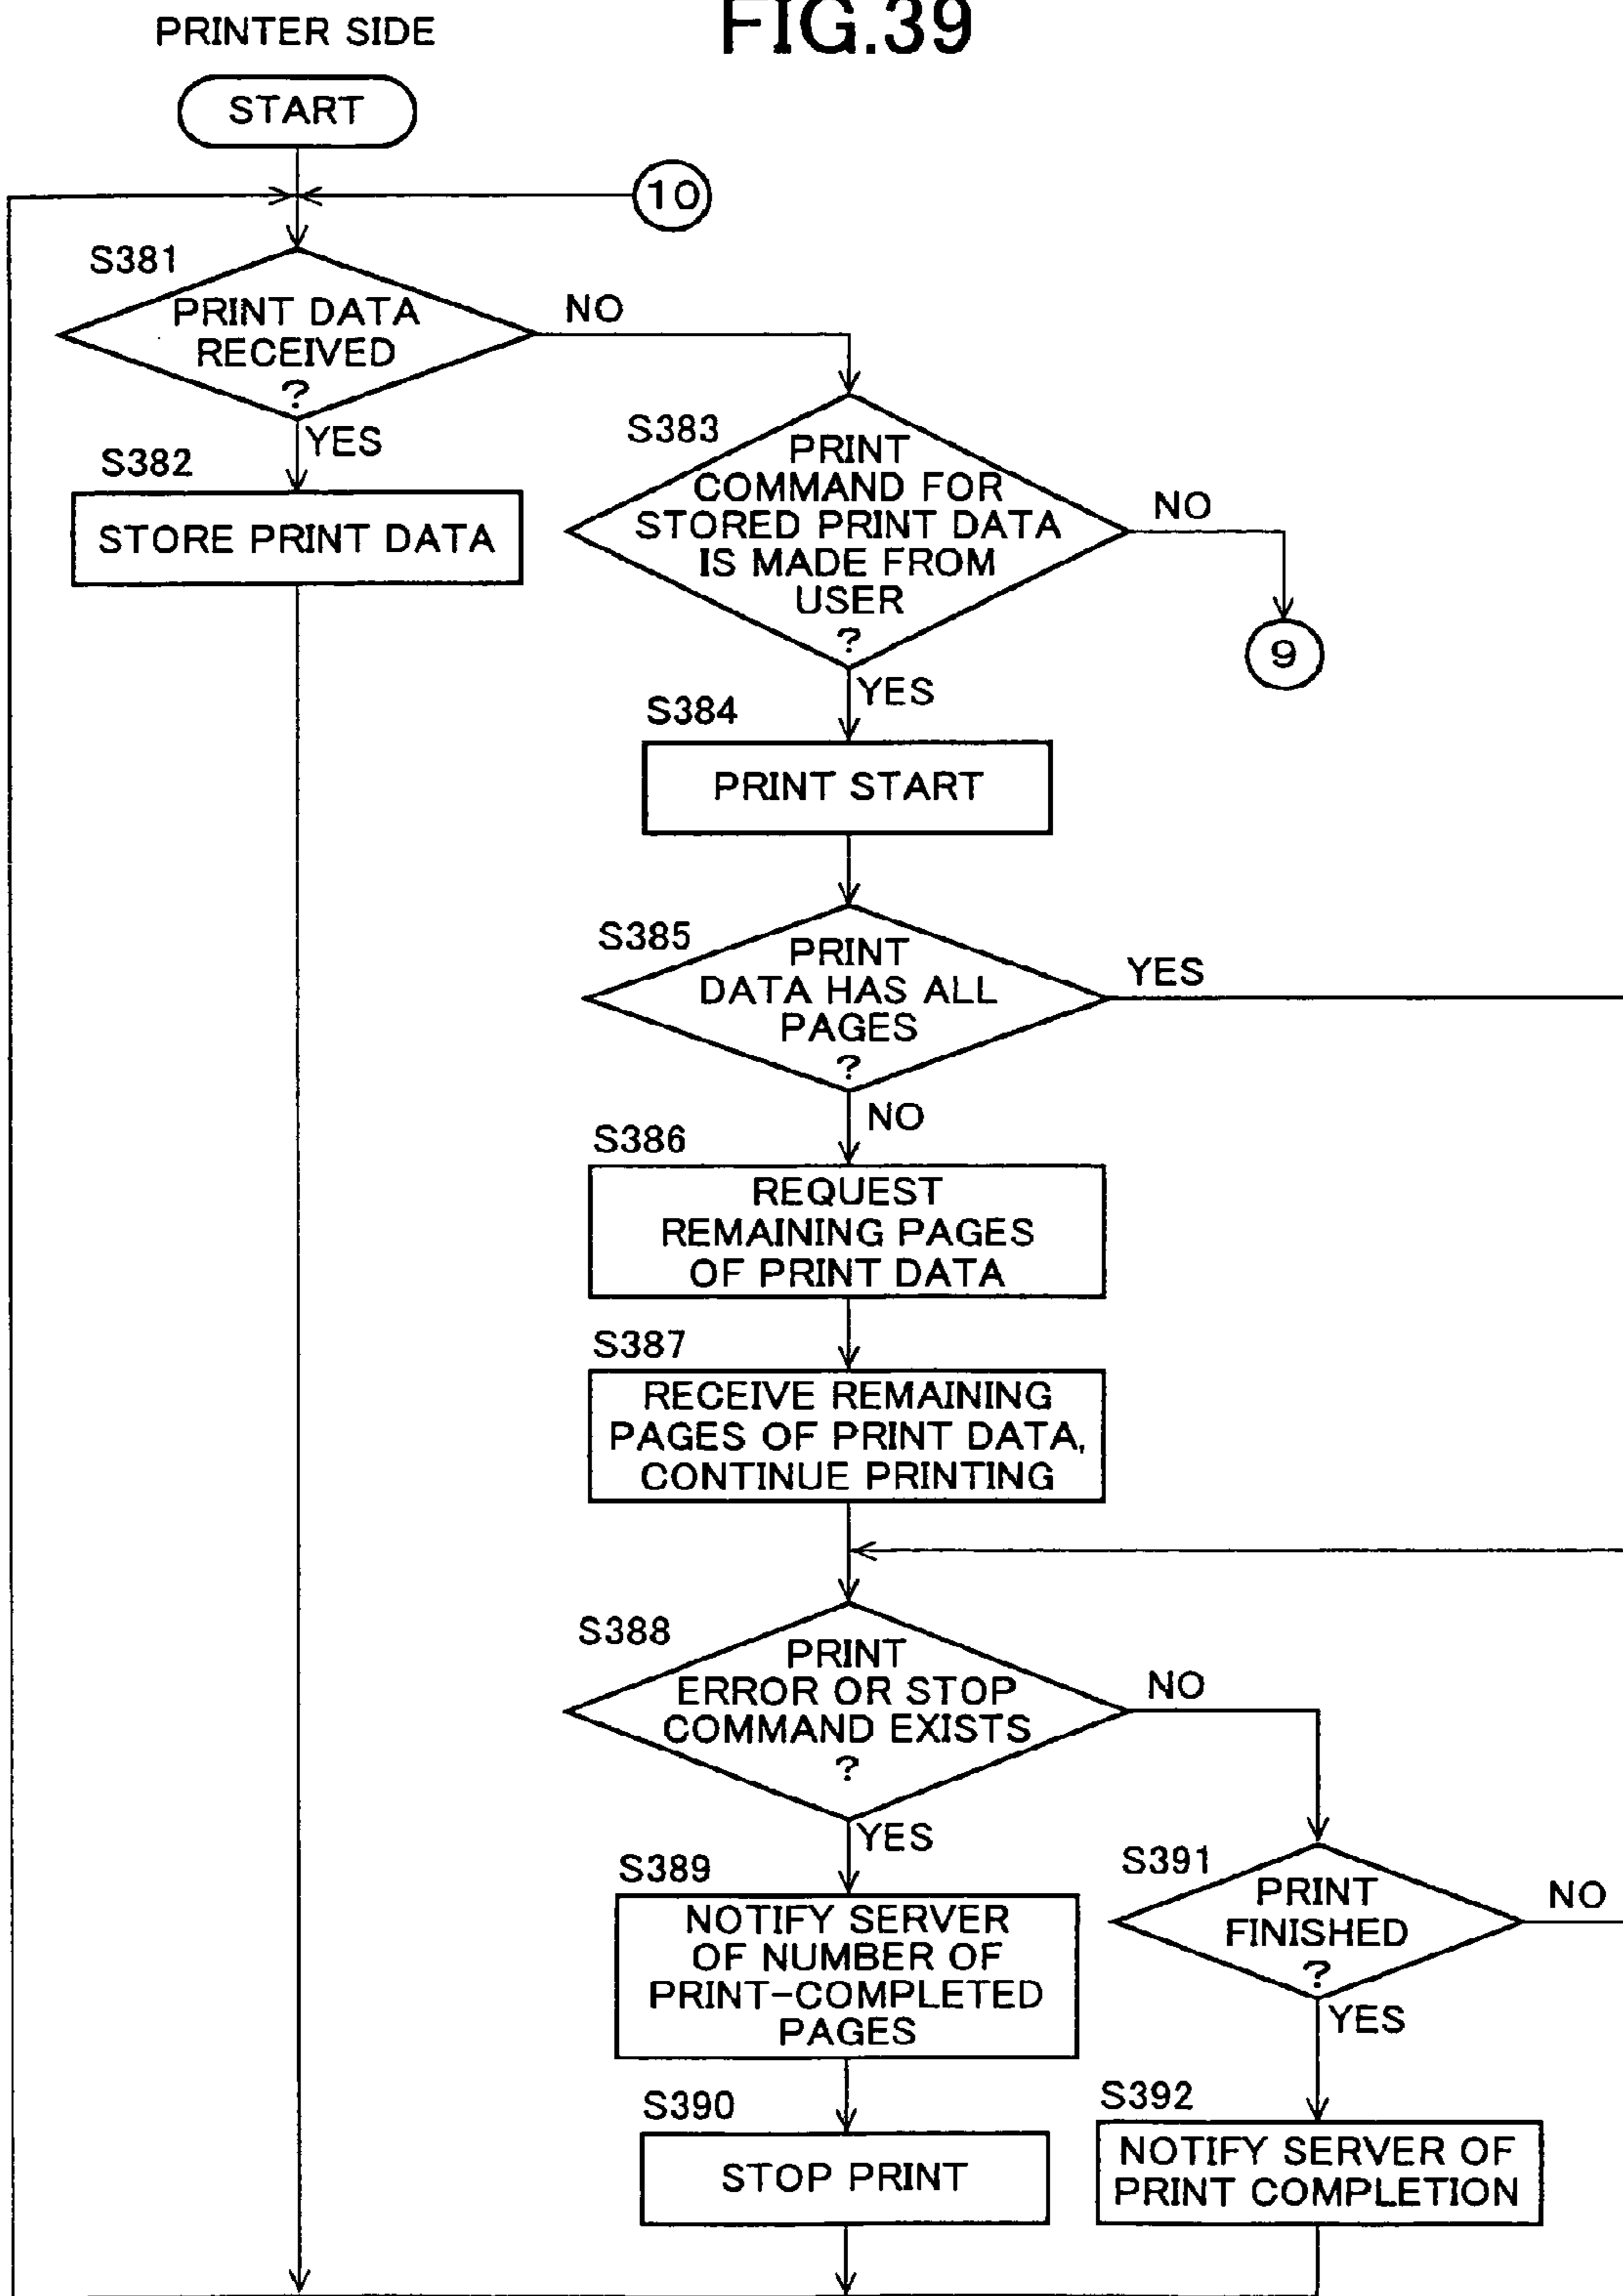 FIG.39
PRINTER SIDE
START
10
S381
PRINT DATA
RECEIVED
?
NO
YES
S382
STORE PRINT DATA
S383
PRINT
COMMAND FOR
STORED PRINT DATA
IS MADE FROM
USER
?
NO
9
YES
S384
PRINT START
S385
PRINT
DATA HAS ALL
PAGES
?
YES
NO
S386
REQUEST
REMAINING PAGES
OF PRINT DATA
S387
RECEIVE REMAINING
PAGES OF PRINT DATA,
CONTINUE PRINTING
S388
PRINT
ERROR OR STOP
COMMAND EXISTS
?
NO
YES
S389
NOTIFY SERVER
OF NUMBER OF
PRINT-COMPLETED
PAGES
S390
STOP PRINT
S391
PRINT
FINISHED
?
NO
YES
S392
NOTIFY SERVER OF
PRINT COMPLETION